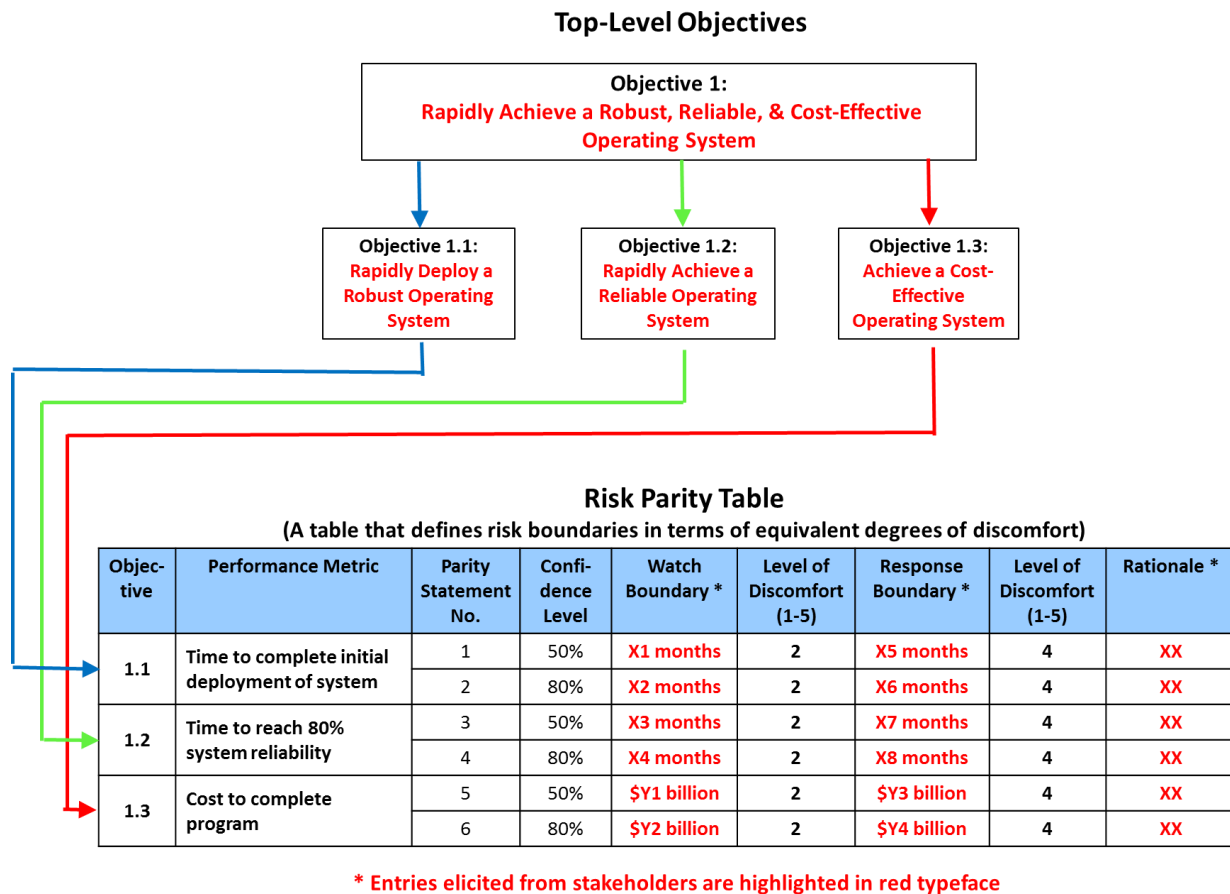 Top-Level Objectives
Objective 1:
Rapidly Achieve a Robust, Reliable, & Cost-Effective
Operating System
Objective 1.1:
Rapidly Deploy a
Robust Operating
System
Objective 1.2:
Rapidly Achieve a
Reliable Operating
System
Objective 1.3:
Achieve a Cost-
Effective
Operating System
Risk Parity Table
(A table that defines risk boundaries in terms of equivalent degrees of discomfort)
Objec-
tive
Performance Metric
Parity
Statement
No.
Confi-
dence
Level
Watch
Boundary *
Level of
Discomfort
(1-5)
Response
Boundary *
Level of
Discomfort
(1-5)
Rationale *
1.1
Time to complete initial
deployment of system
1 50% X1 months 2 X5 months 4 XX
2 80% X2 months 2 X6 months 4 XX
1.2
Time to reach 80%
system reliability
3 50% X3 months 2 X7 months 4 XX
4 80% X4 months 2 X8 months 4 XX
1.3
Cost to complete
program
5 50% $Y1 billion 2 $Y3 billion 4 XX
6 80% $Y2 billion 2 $Y4 billion 4 XX
* Entries elicited from stakeholders are highlighted in red typeface